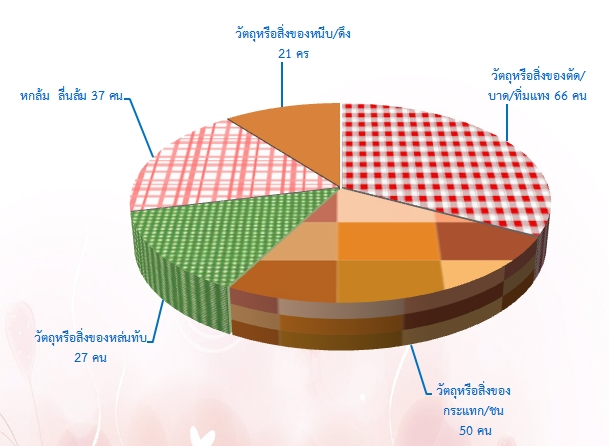 วัตถุหรือสิ่งของหนีบ/ดึง
21 คร
วัตถุหรือสิ่งของตัด/
บาด/ทิ่มแทง 66 คน
หกล้ม ลื่นล้ม 37 คน
วัตถุหรือสิ่งของหล่นทับ
27 คน
วัตถุหรือสิ่งของ
กระแทก/ชน
50 คน